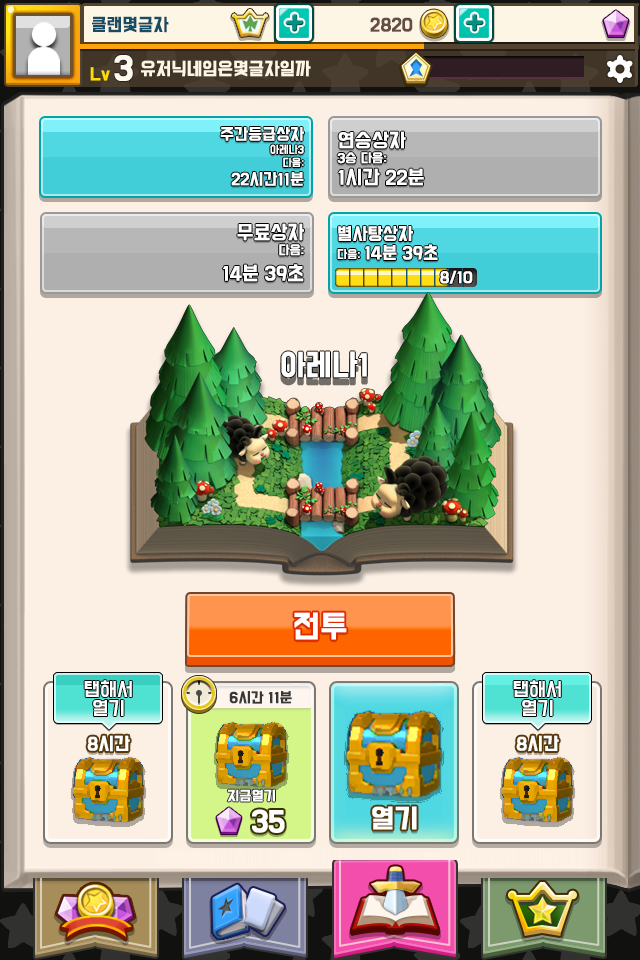 클랜몇글자
2820
Lv 3 유저닉네임은몇글자일까
주간등급상자
아레나3
다음:
22시간11분
연승상자
3승 다음:
1시간 22분
무료상자
다음:
14분 39초
별사탕상자
다음: 14분 39초
8/10
아레나1
전투
탭해서
열기
8시간
6시간 11분
지금열기
35
열기
탭해서
열기
8시간